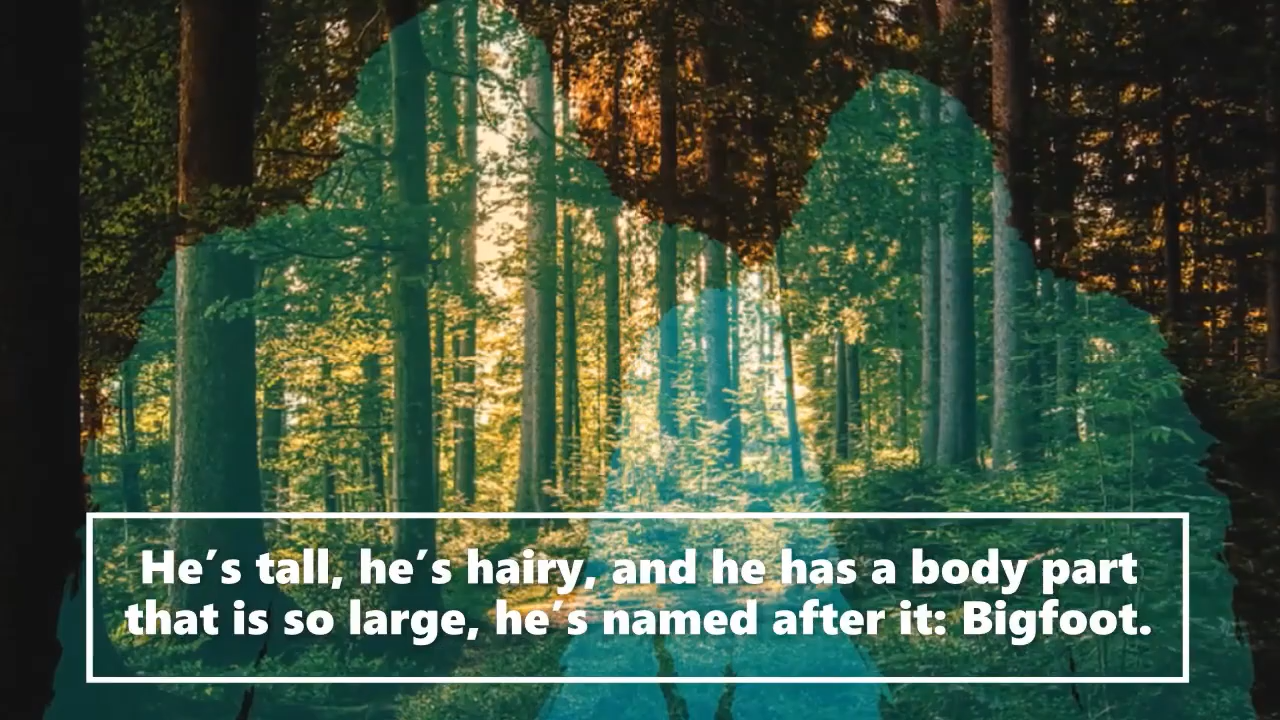 He’s tall, he’s hairy, and he has a body part
that is so large, he’s named after it: Bigfoot.